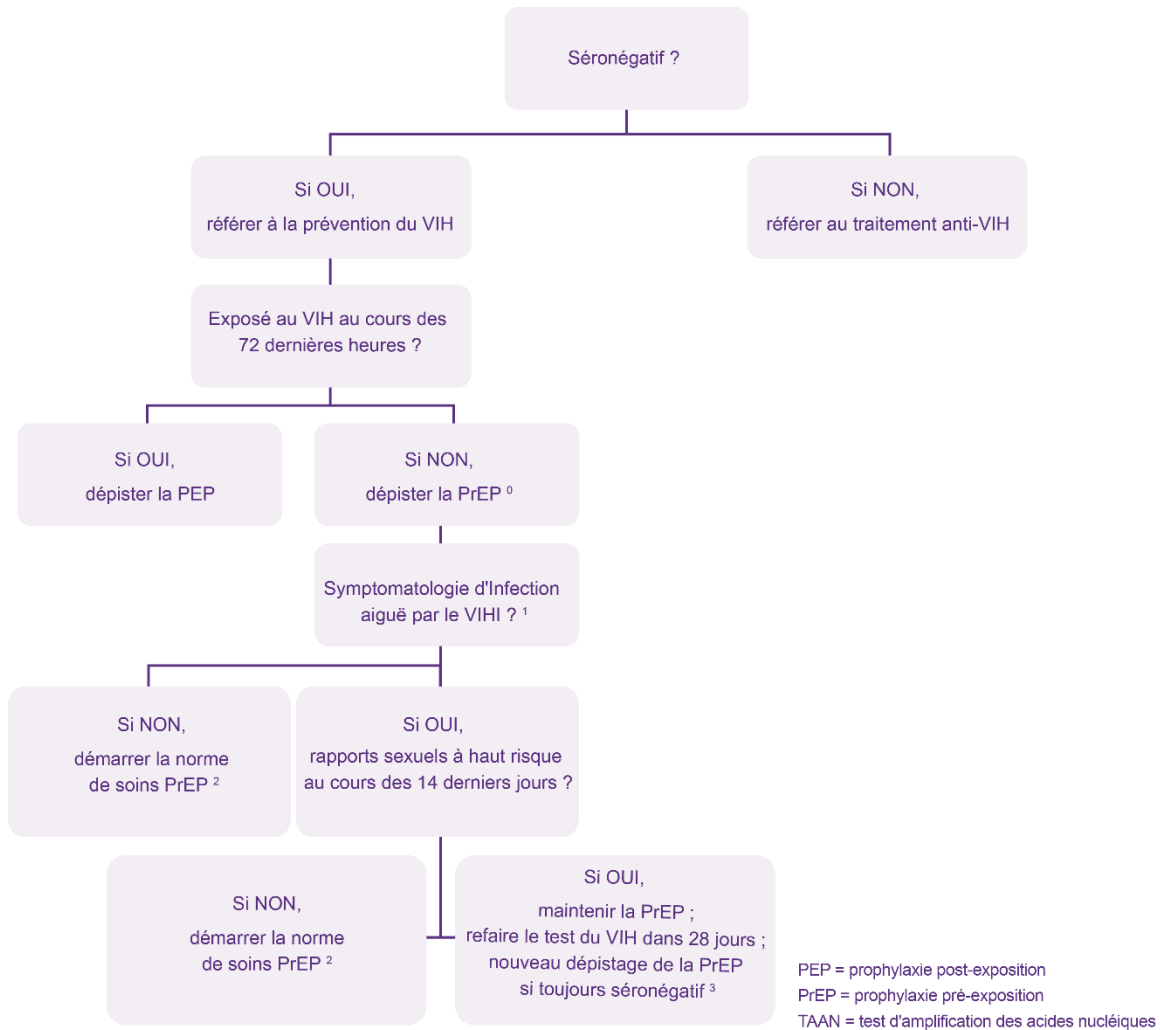 Séronégatif ?
Si OUI,
référer à la prévention du VIH
Si NON,
référer au traitement anti-VIH
Exposé au VIH au cours des
72 dernières heures ?
Si OUI,
dépister la PEP
Si NON,
dépister la PrEP ⁰
Symptomatologie d'Infection
aiguë par le VIHI ? ¹
Si NON,
démarrer la norme
de soins PrEP ²
Si OUI,
rapports sexuels à haut risque
au cours des 14 derniers jours ?
Si NON,
démarrer la norme
de soins PrEP ²
Si OUI,
maintenir la PrEP ;
refaire le test du VIH dans 28 jours ;
nouveau dépistage de la PrEP
si toujours séronégatif ³
PEP = prophylaxie post-exposition
PrEP = prophylaxie pré-exposition
TAAN = test d'amplification des acides nucléiques